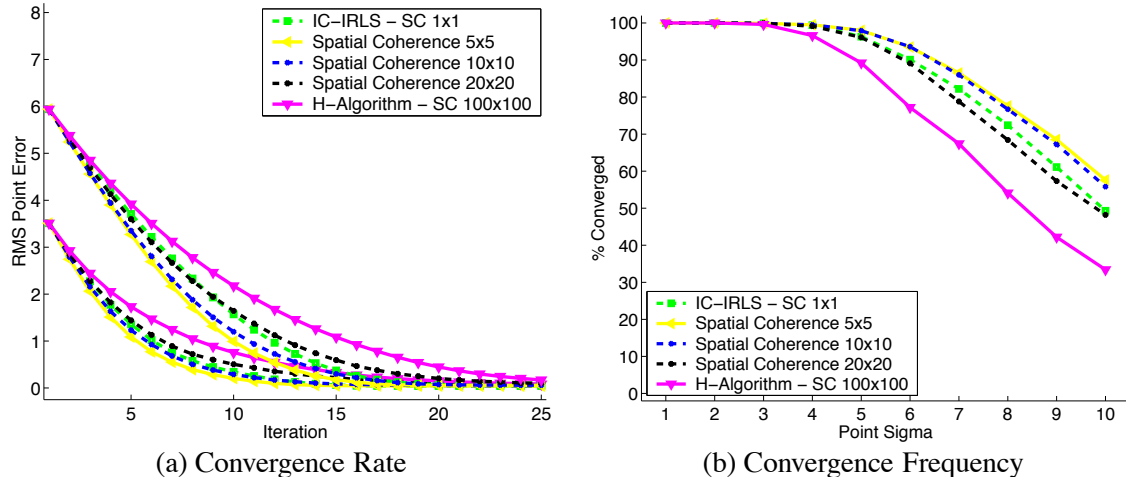 8
7
6
5
4
3
2
1
0
RMS Point Error
IC-IRLS - SC 1x1
Spatial Coherence 5x5
Spatial Coherence 10x10
Spatial Coherence 20x20
H-Algorithm - SC 100x100
5 10 15 20 25
Iteration
(a) Convergence Rate
100
90
80
70
60
50
40
30
20
10
0
% Converged
IC-IRLS - SC 1x1
Spatial Coherence 5x5
Spatial Coherence 10x10
Spatial Coherence 20x20
H-Algorithm - SC 100x100
1 2 3 4 5 6 7 8 9 10
Point Sigma
(b) Convergence Frequency